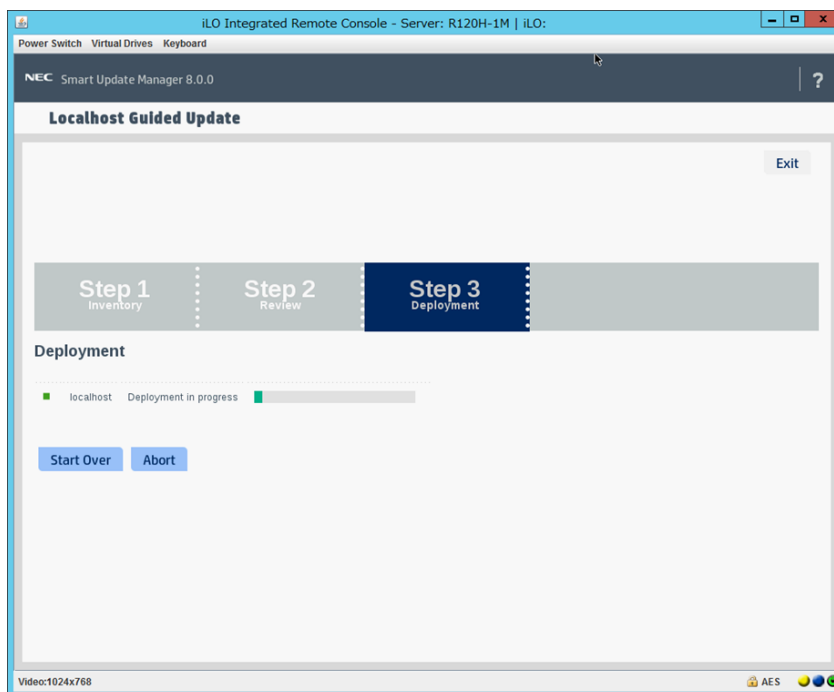 iLO Integrated Remote Console - Server: R120H-1M | iLO:
Power Switch Virtual Drives Keyboard
NEC Smart Update Manager 8.0.0 ?
Localhost Guided Update
Exit
Step 1 Step 2 Step 3
Inventory Review Deployment
Deployment
localhost Deployment in progress
Start Over Abort
Video:1024x768 AES